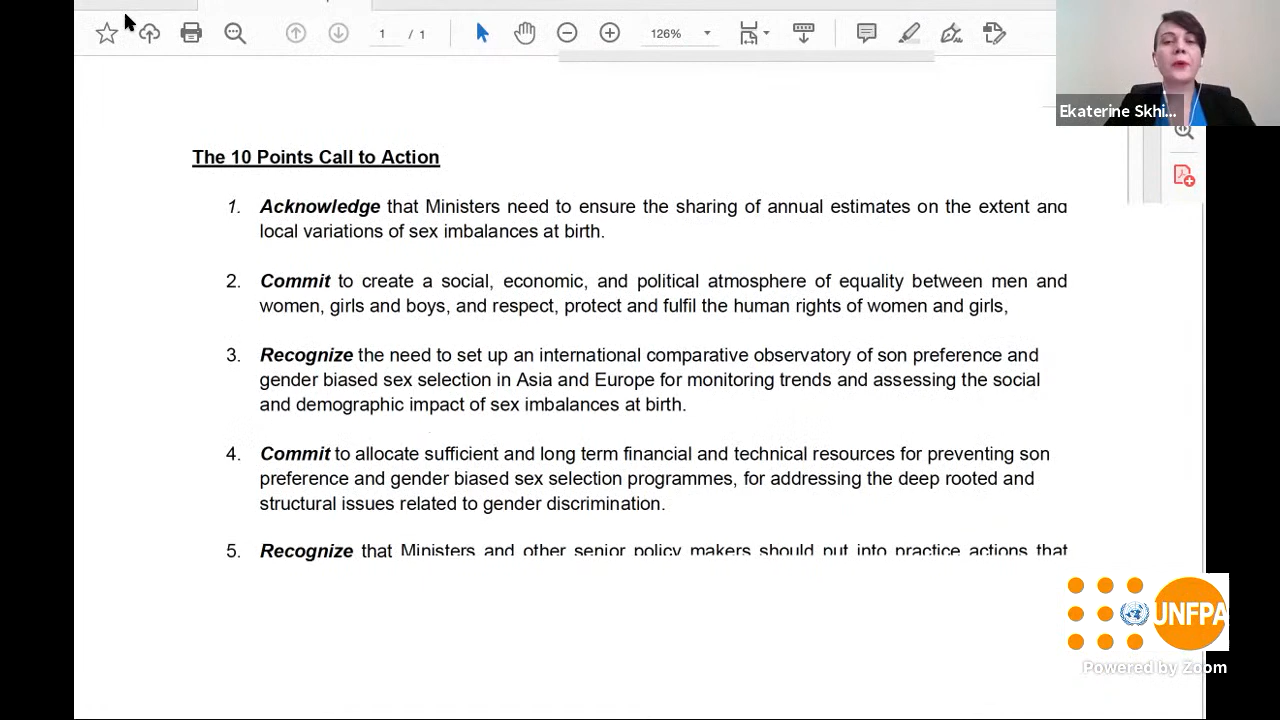 1 / 1
126%
Ekaterine Skhi...
The 10 Points Call to Action
1. Acknowledge that Ministers need to ensure the sharing of annual estimates on the extent and
local variations of sex imbalances at birth.
2. Commit to create a social, economic, and political atmosphere of equality between men and
women, girls and boys, and respect, protect and fulfil the human rights of women and girls,
3. Recognize the need to set up an international comparative observatory of son preference and
gender biased sex selection in Asia and Europe for monitoring trends and assessing the social
and demographic impact of sex imbalances at birth.
4. Commit to allocate sufficient and long term financial and technical resources for preventing son
preference and gender biased sex selection programmes, for addressing the deep rooted and
structural issues related to gender discrimination.
5. Recognize that Ministers and other senior policy makers should put into practice actions that
UNFPA
Powered by Zoom